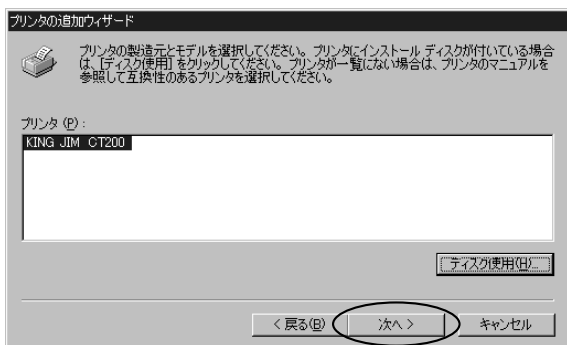 プリンタの追加ウィザード
プリンタの製造元とモデルを選択してください。プリンタにインストール ディスクが付いている場合
は、[ディスク使用] をクリックしてください。プリンタが一覧にない場合は、プリンタのマニュアルを
参照して互換性のあるプリンタを選択してください。
プリンタ (P) :
KING JIM CT200
ディスク使用(H)...
< 戻る(B) 次へ > キャンセル